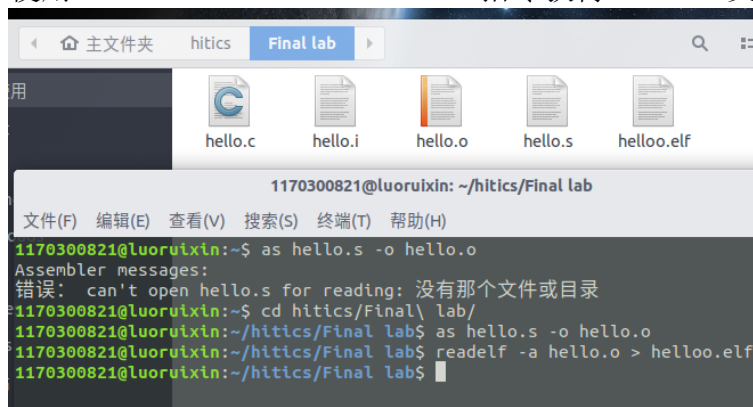 主文件夹 hitics Final lab
用
hello.c hello.i hello.o hello.s helloo.elf
1170300821@luoruixin: ~/hitics/Final lab
文件(F) 编辑(E) 查看(V) 搜索(S) 终端(T) 帮助(H)
1170300821@luoruixin:~$ as hello.s -o hello.o
Assembler messages:
错误： can't open hello.s for reading: 没有那个文件或目录
1170300821@luoruixin:~$ cd hitics/Final\ lab/
1170300821@luoruixin:~/hitics/Final lab$ as hello.s -o hello.o
1170300821@luoruixin:~/hitics/Final lab$ readelf -a hello.o > helloo.elf
1170300821@luoruixin:~/hitics/Final lab$